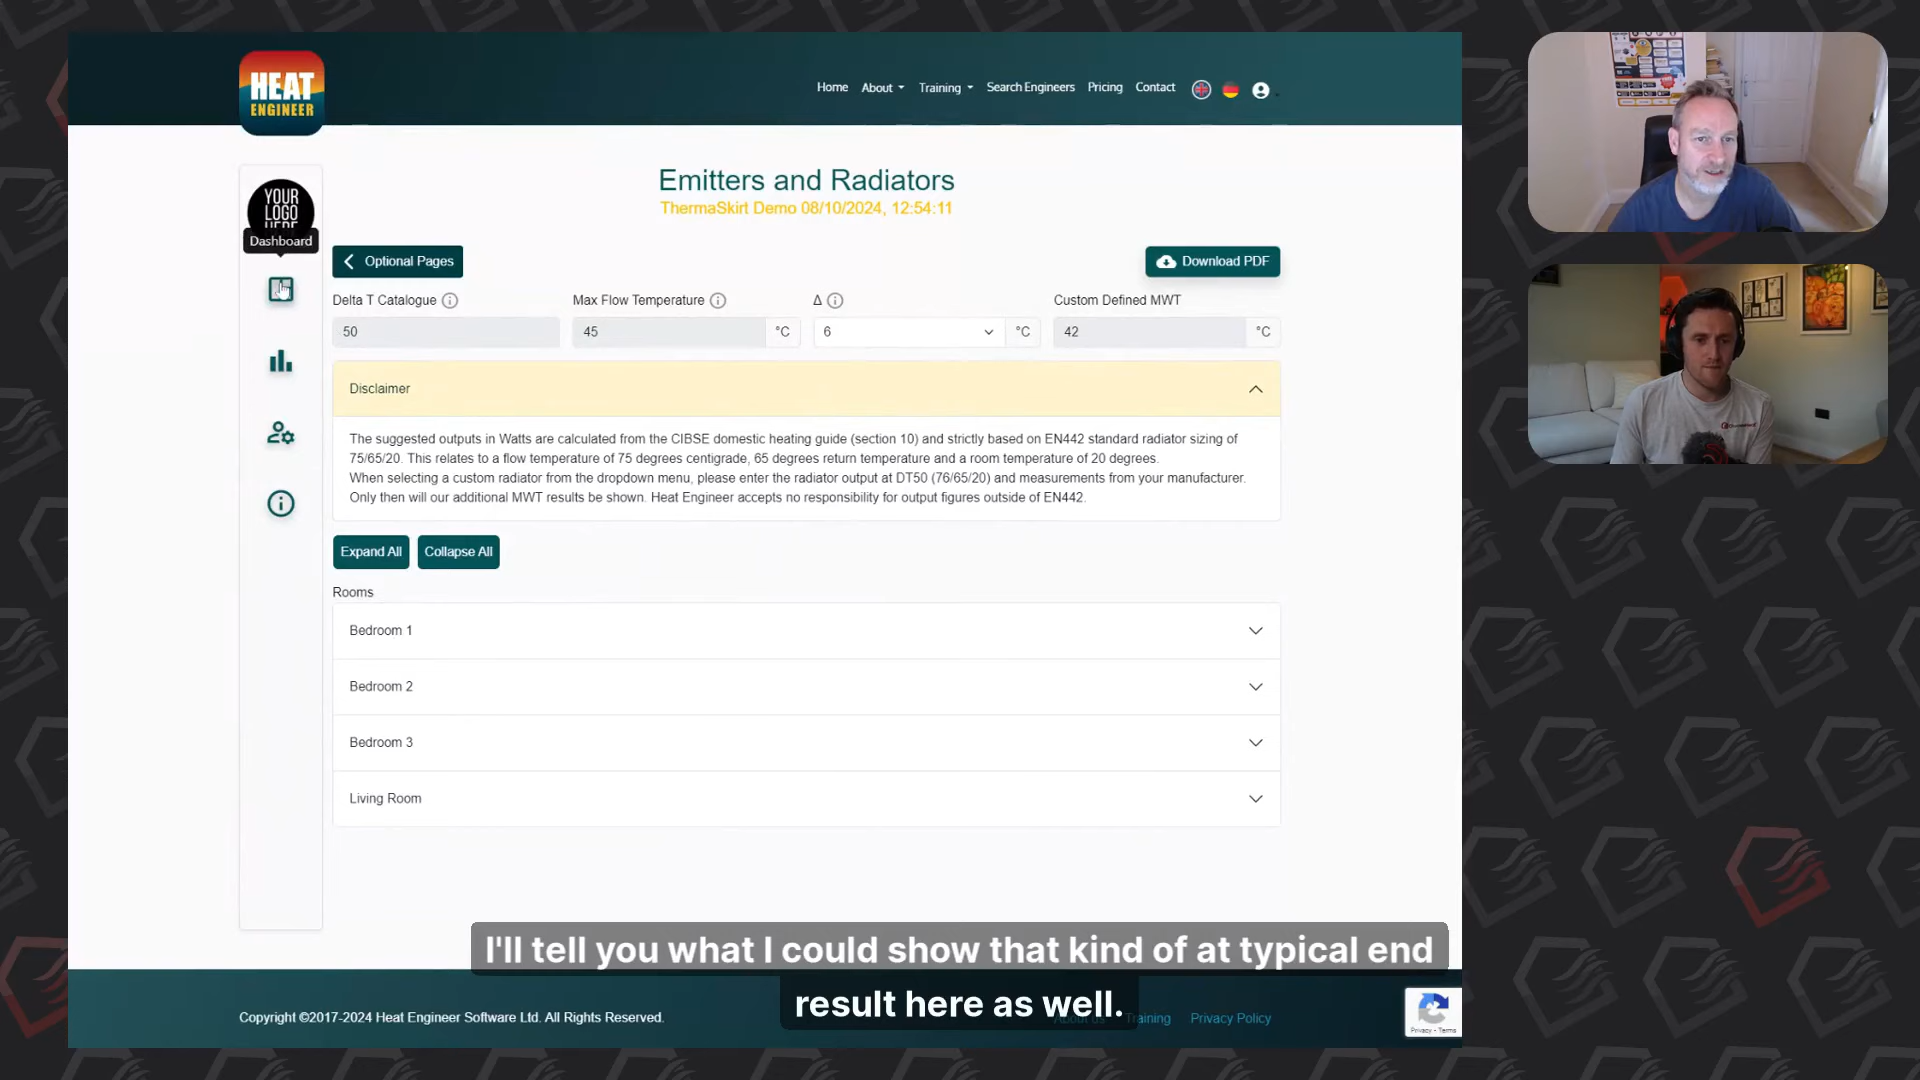 HEAT
ENGINEER
Home
About
Training
Search Engineers
Pricing
Contact
YOUR
LOGO
HERE
Dashboard
Emitters and Radiators
ThermaSkirt Demo 08/10/2024, 12:54:11
Optional Pages
Download PDF
Delta T Catalogue
Max Flow Temperature
Δ
Custom Defined MWT
50
45
°C
6
°C
42
°C
Disclaimer
The suggested outputs in Watts are calculated from the CIBSE domestic heating guide (section 10) and strictly based on EN442 standard radiator sizing of
75/65/20. This relates to a flow temperature of 75 degrees centigrade, 65 degrees return temperature and a room temperature of 20 degrees.
When selecting a custom radiator from the dropdown menu, please enter the radiator output at DT50 (76/65/20) and measurements from your manufacturer.
Only then will our additional MWT results be shown. Heat Engineer accepts no responsibility for output figures outside of EN442.
Expand All
Collapse All
Rooms
Bedroom 1
Bedroom 2
Bedroom 3
Living Room
I'll tell you what I could show that kind of at typical end
result here as well.
Copyright ©2017-2024 Heat Engineer Software Ltd. All Rights Reserved.
About us
Training
Privacy Policy
Privacy - Terms